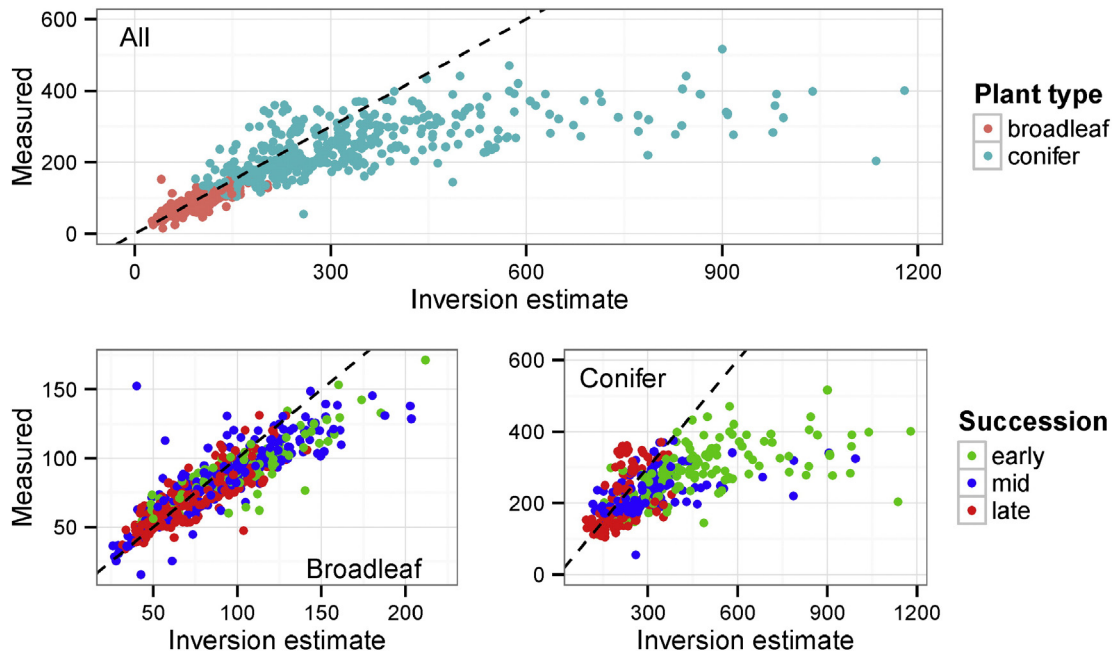 All
Measured
600
400
200
0
0 300 600 900 1200
Inversion estimate
Plant type
broadleaf
conifer
Broadleaf
Measured
150
100
50
50 100 150 200
Inversion estimate
Conifer
600
400
200
0
300 600 900 1200
Inversion estimate
Succession
early
mid
late